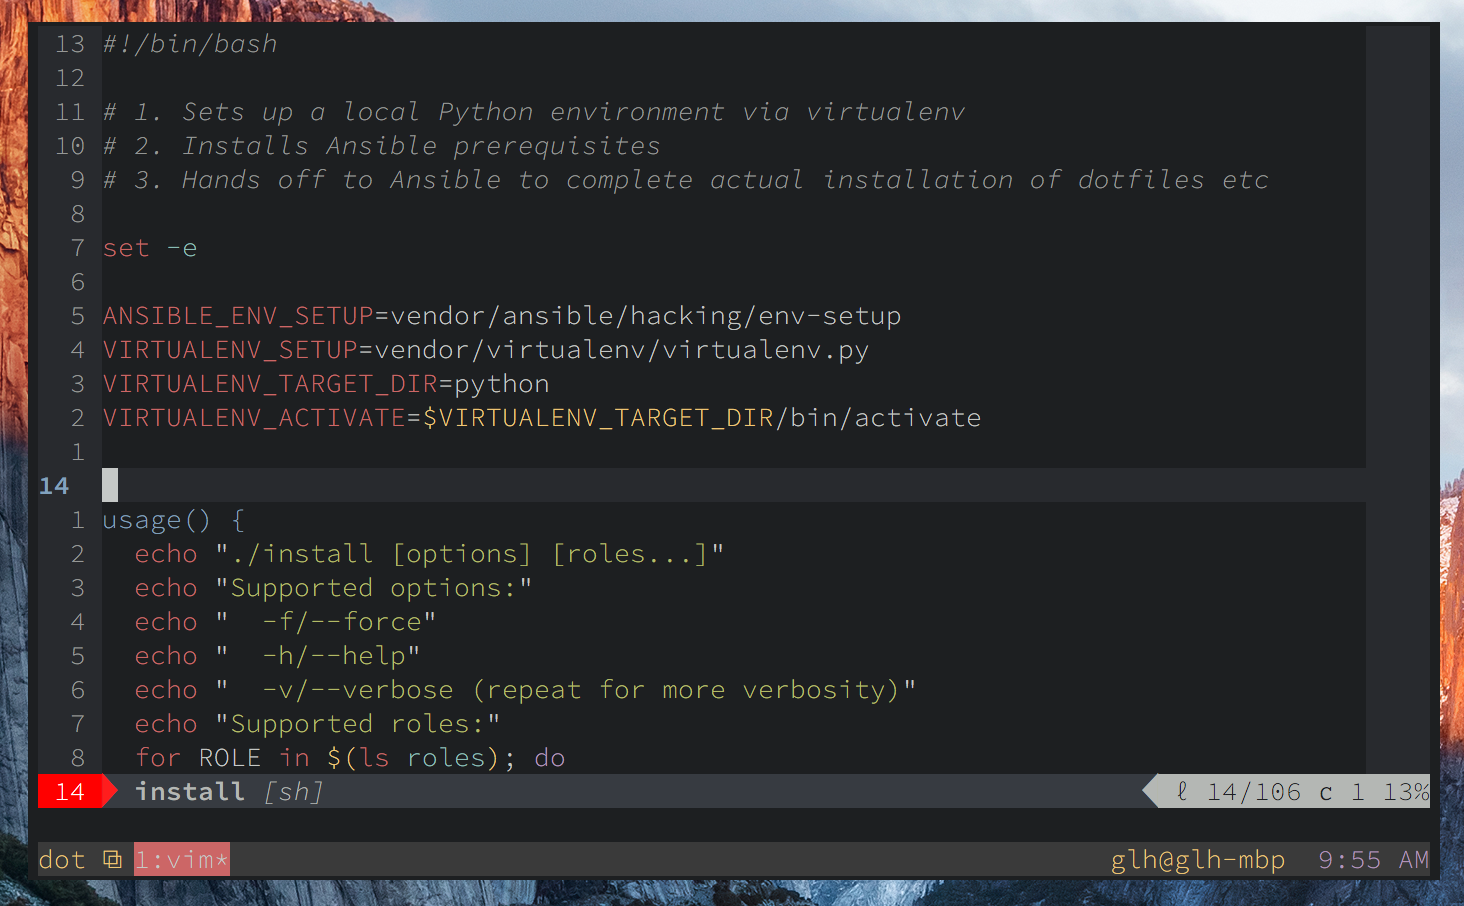 13 #!/bin/bash
12
11 # 1. Sets up a local Python environment via virtualenv
10 # 2. Installs Ansible prerequisites
9 # 3. Hands off to Ansible to complete actual installation of dotfiles etc
8
7 set -e
6
5 ANSIBLE_ENV_SETUP=vendor/ansible/hacking/env-setup
4 VIRTUALENV_SETUP=vendor/virtualenv/virtualenv.py
3 VIRTUALENV_TARGET_DIR=python
2 VIRTUALENV_ACTIVATE=$VIRTUALENV_TARGET_DIR/bin/activate
1
14
1 usage() {
2   echo "./install [options] [roles...]"
3   echo "Supported options:"
4   echo "  -f/--force"
5   echo "  -h/--help"
6   echo "  -v/--verbose (repeat for more verbosity)"
7   echo "Supported roles:"
8   for ROLE in $(ls roles); do
14 install [sh] ℓ 14/106 c 1 13%
dot ⧉ 1:vim* glh@glh-mbp 9:55 AM